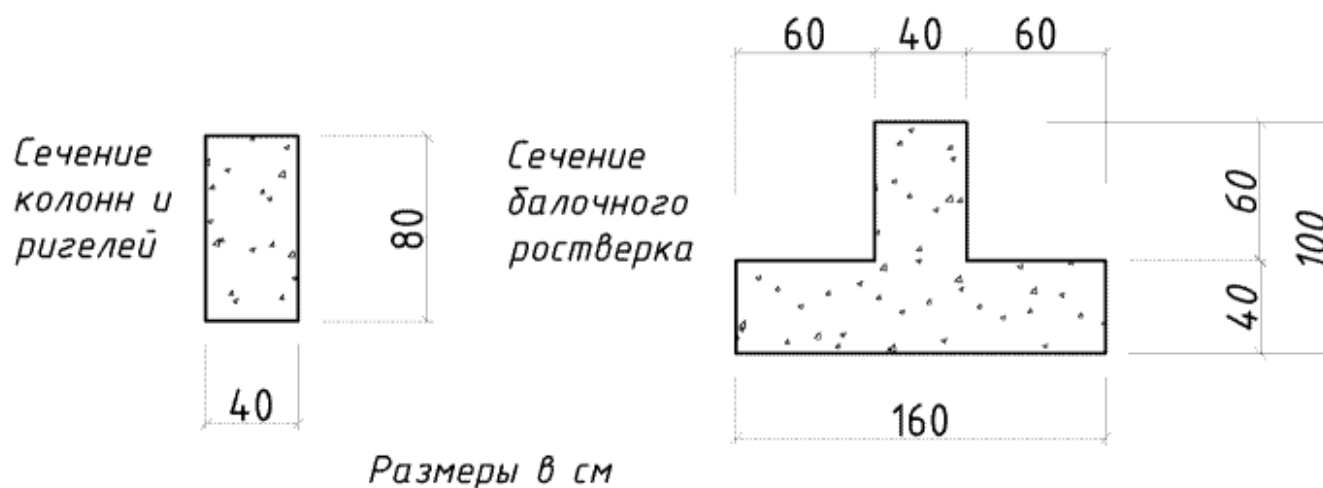 60 40 60
Сечение
колонн и
ригелей
80
40
Сечение
балочного
ростверка
60
100
40
160
Размеры в см